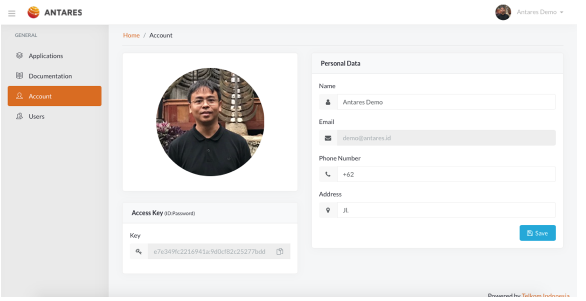 ANTARES
Antares Demo
GENERAL
Applications
Documentation
Account
Users
Home / Account
Access Key (ID:Password)
Key
Personal Data
Name
Antares Demo
Email
demo@antares.id
Phone Number
+62
Address
Jl.
Save
Powered by Telkom Indonesia